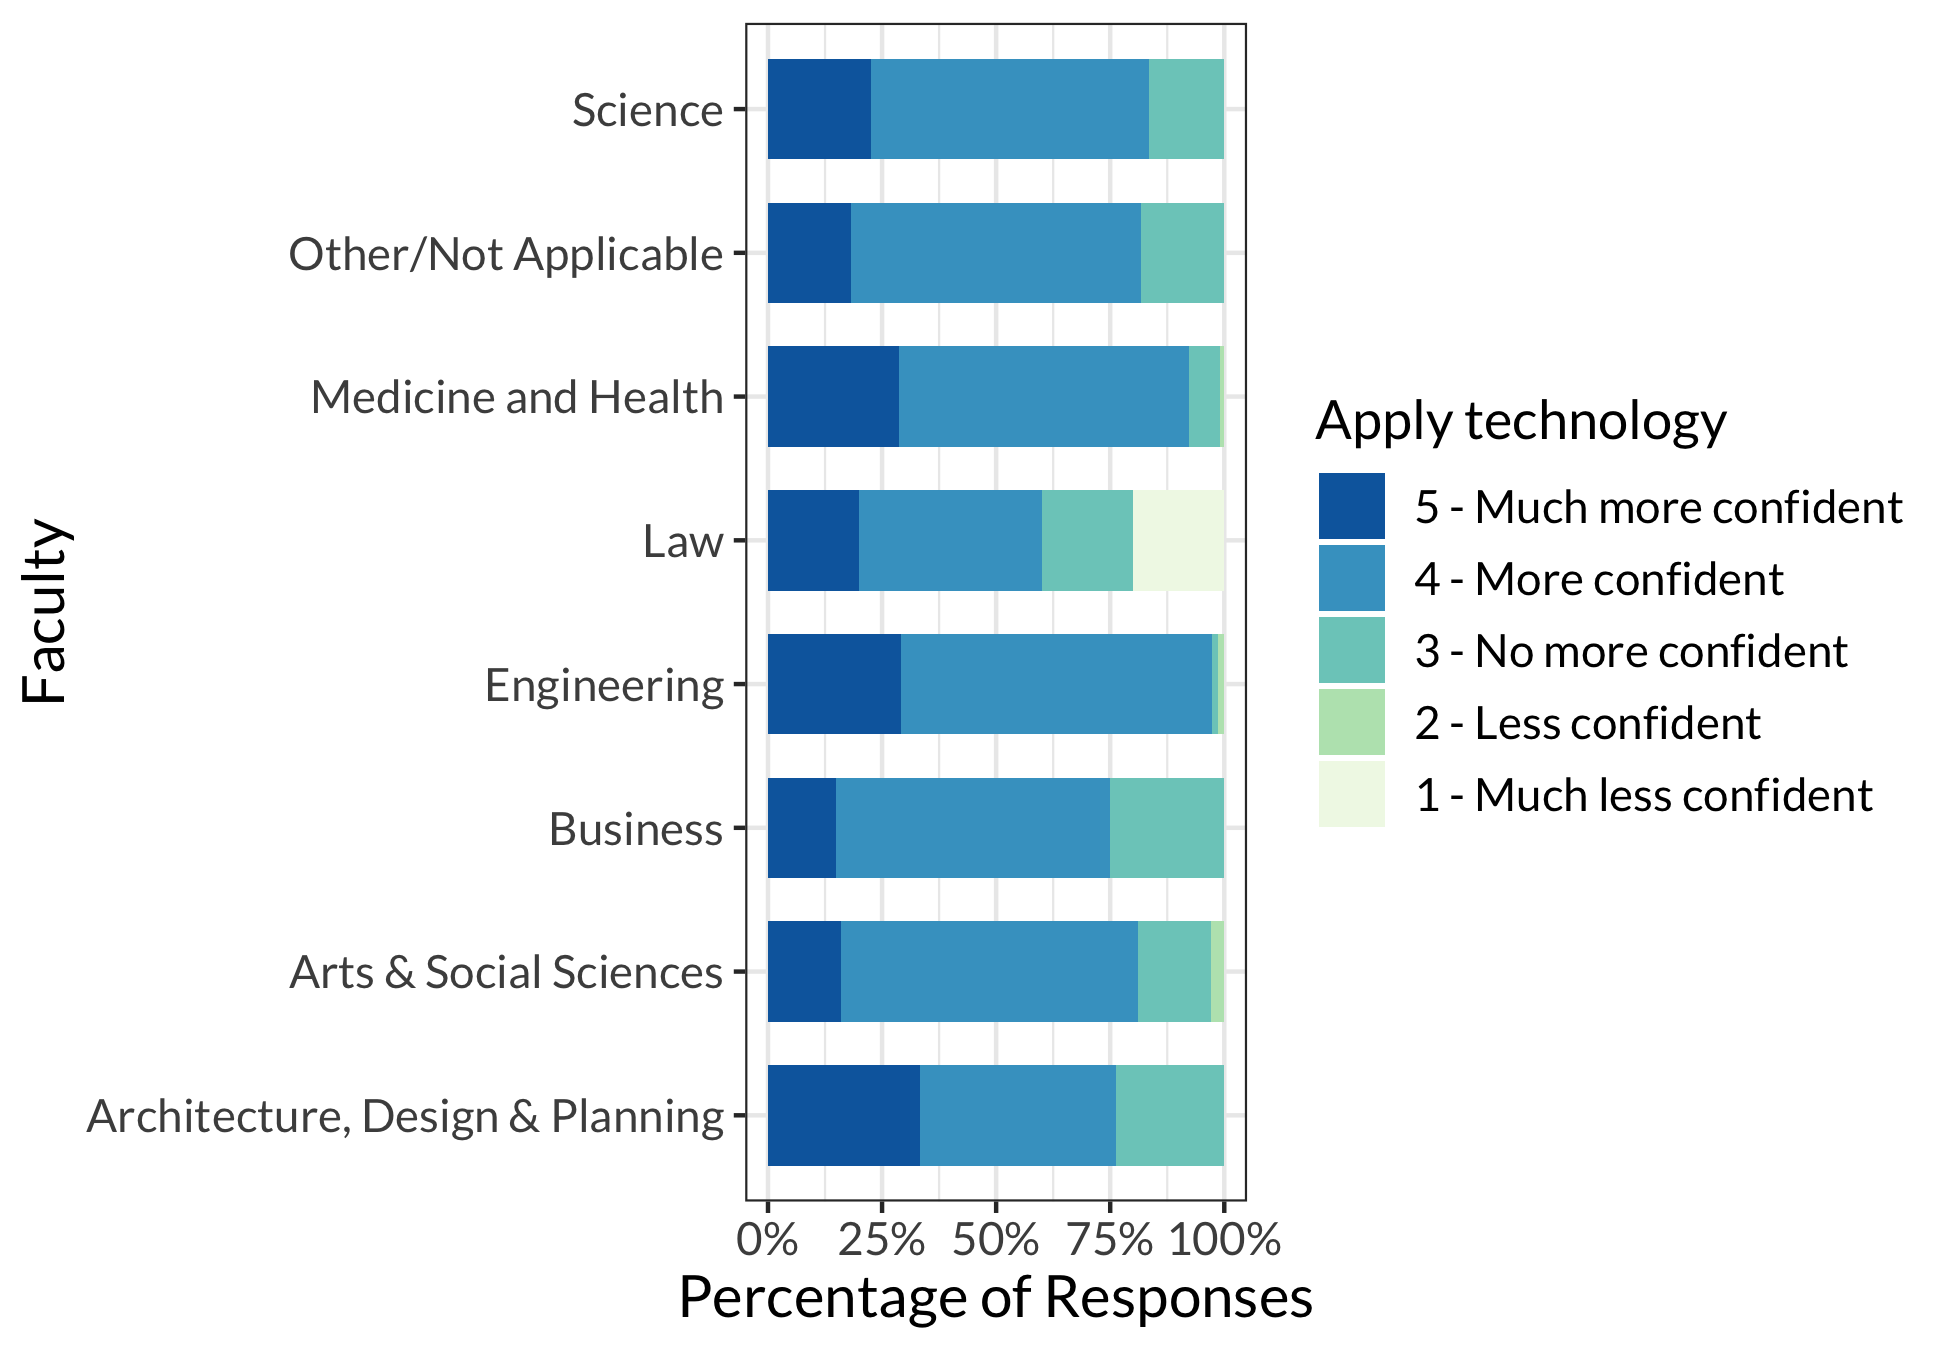 Science
Other/Not Applicable
Medicine and Health
Law
Engineering
Business
Arts & Social Sciences
Architecture, Design & Planning
Faculty
0% 25% 50% 75% 100%
Percentage of Responses
Apply technology
5 - Much more confident
4 - More confident
3 - No more confident
2 - Less confident
1 - Much less confident